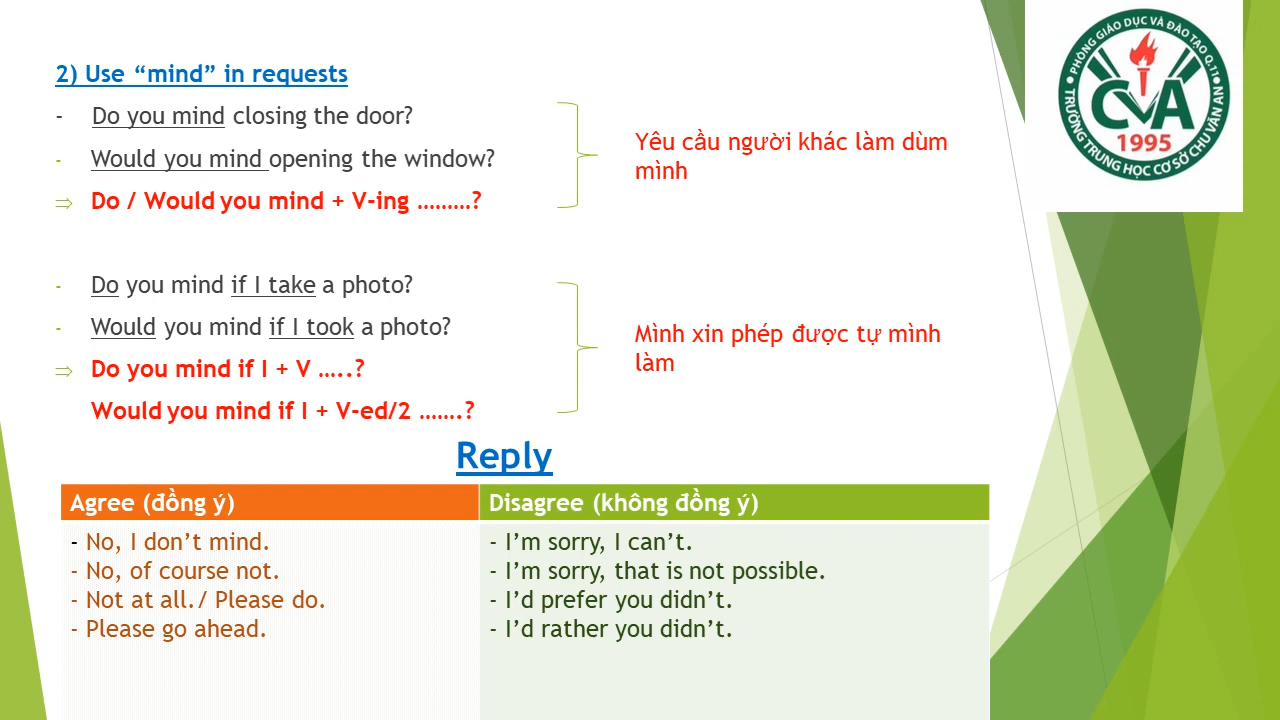 2) Use “mind” in requests
- Do you mind closing the door?
- Would you mind opening the window?
⇒ Do / Would you mind + V-ing ………?
Yêu cầu người khác làm dùm
mình
- Do you mind if I take a photo?
- Would you mind if I took a photo?
⇒ Do you mind if I + V …..?
Would you mind if I + V-ed/2 …….?
Mình xin phép được tự mình
làm
Reply
Agree (đồng ý)
- No, I don’t mind.
- No, of course not.
- Not at all./ Please do.
- Please go ahead.
Disagree (không đồng ý)
- I’m sorry, I can’t.
- I’m sorry, that is not possible.
- I’d prefer you didn’t.
- I’d rather you didn’t.
PHÒNG GIÁO DỤC VÀ ĐÀO TẠO Q.11
CVA
1995
TRƯỜNG TRUNG HỌC CƠ SỞ CHU VĂN AN